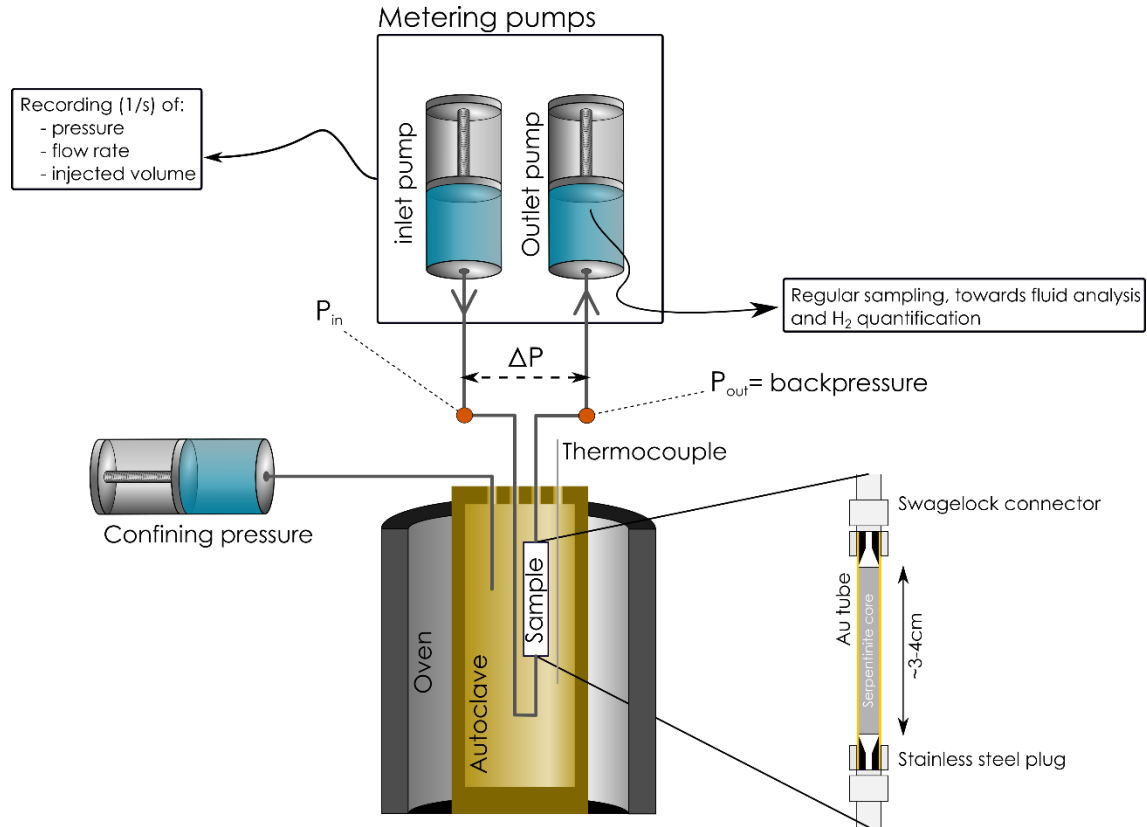 Metering pumps
Recording (1/s) of:
- pressure
- flow rate
- injected volume
inlet pump
Outlet pump
Regular sampling, towards fluid analysis
and H₂ quantification
Pin
ΔP
Pout= backpressure
Thermocouple
Confining pressure
Oven
Autoclave
Sample
Swagelock connector
Au tube
Serpentinite core
~3-4cm
Stainless steel plug